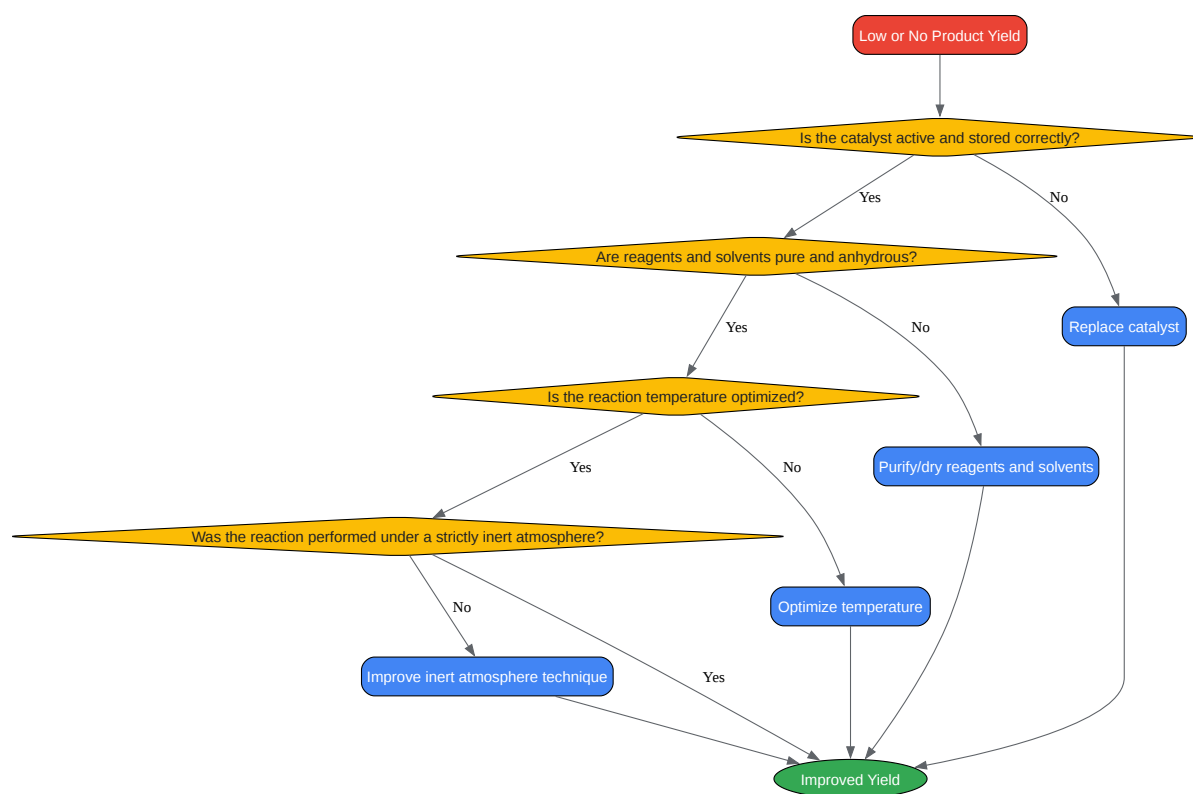 Low or No Product Yield
Is the catalyst active and stored correctly?
Yes
No
Are reagents and solvents pure and anhydrous?
Yes
No
Replace catalyst
Is the reaction temperature optimized?
Yes
No
Purify/dry reagents and solvents
Was the reaction performed under a strictly inert atmosphere?
No
Optimize temperature
Improve inert atmosphere technique
Yes
Improved Yield